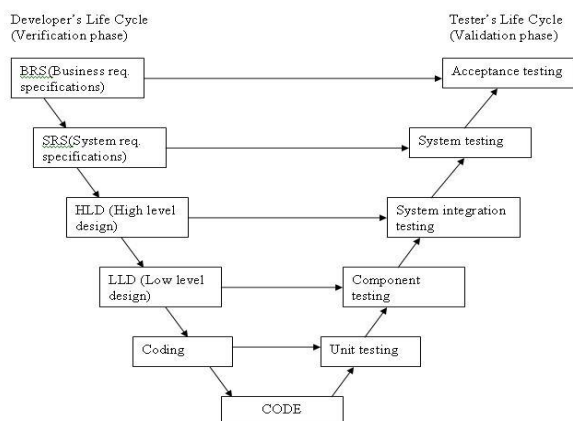 Developer's Life Cycle
(Verification phase)
Tester's Life Cycle
(Validation phase)
BRS(Business req.
specifications)
Acceptance testing
SRS(System req.
specifications)
System testing
HLD (High level
design)
System integration
testing
LLD (Low level
design)
Component
testing
Coding
Unit testing
CODE